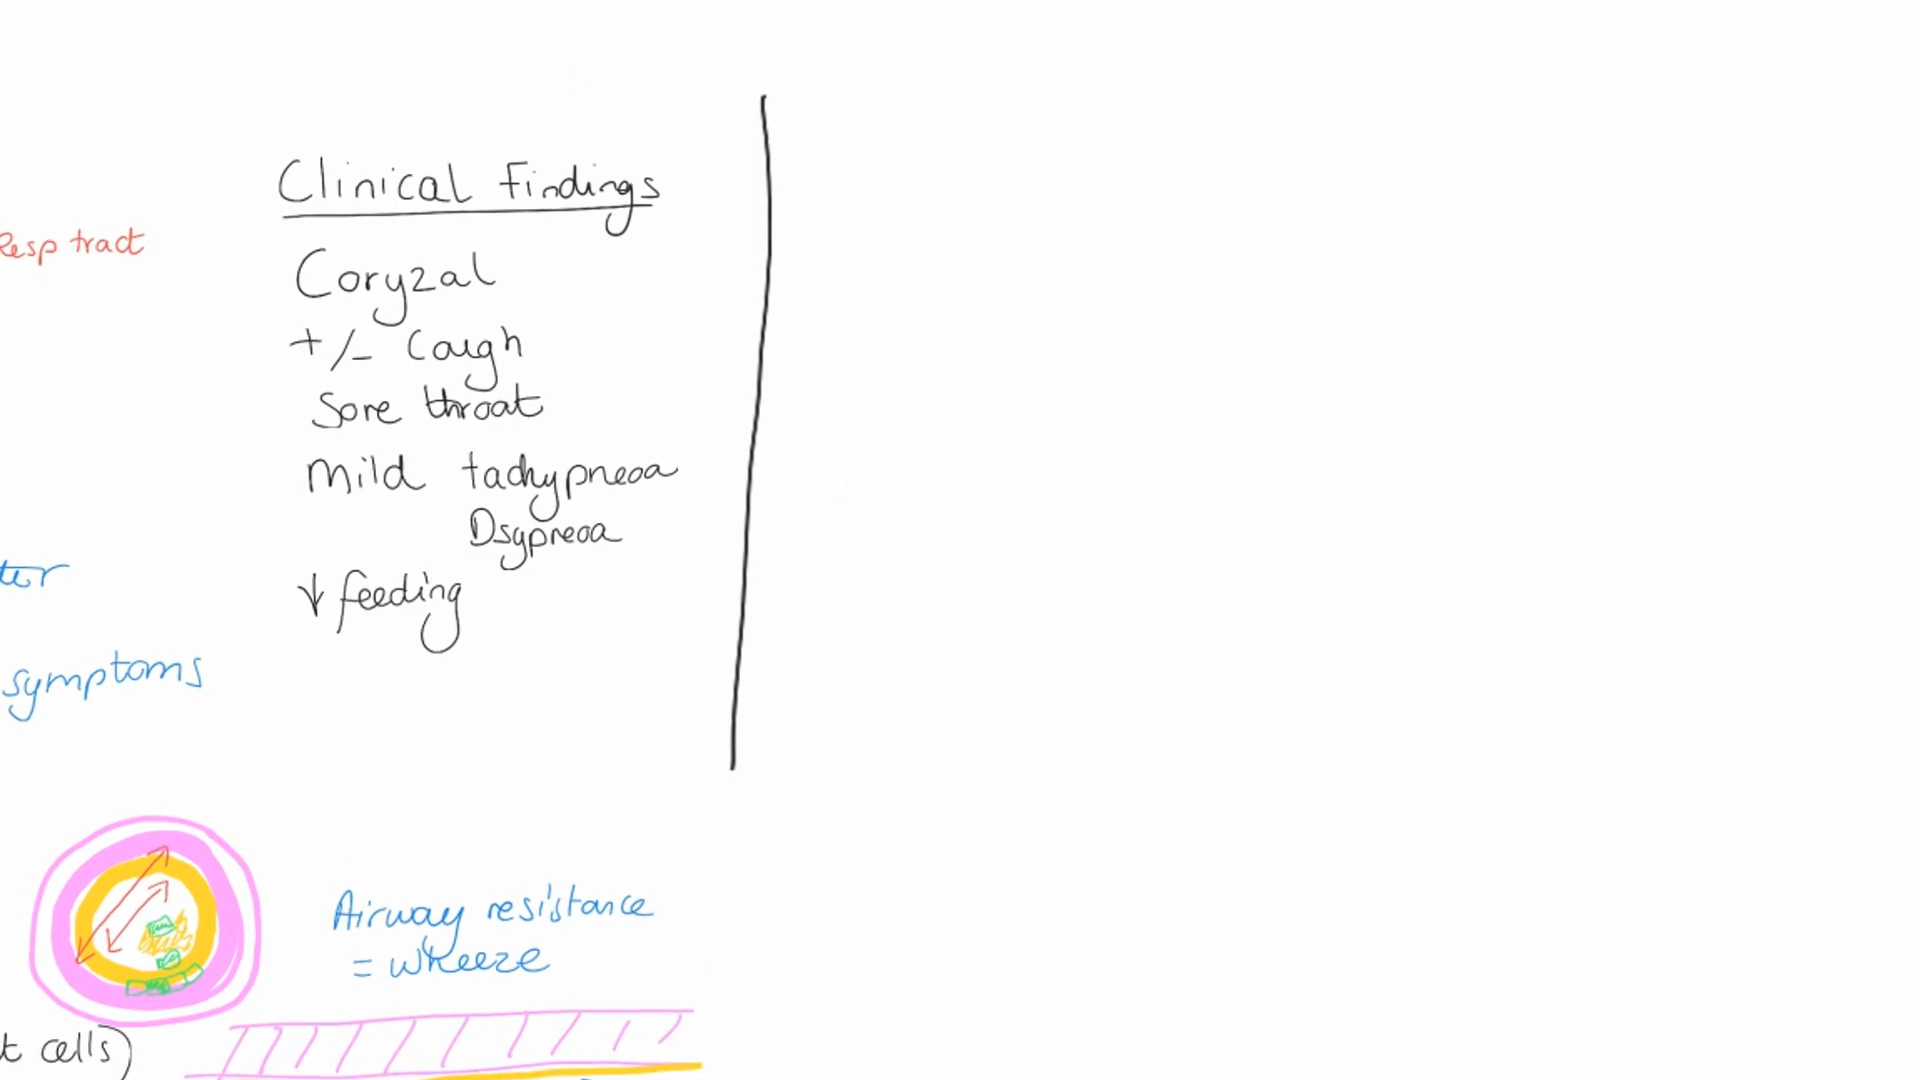 Clinical Findings
Resp tract
Coryzal
+/- Cough
Sore throat
Mild tachypneoa
Dsypneoa
↓ feeding
ter
symptoms
Airway resistance
= wheeze
t cells)